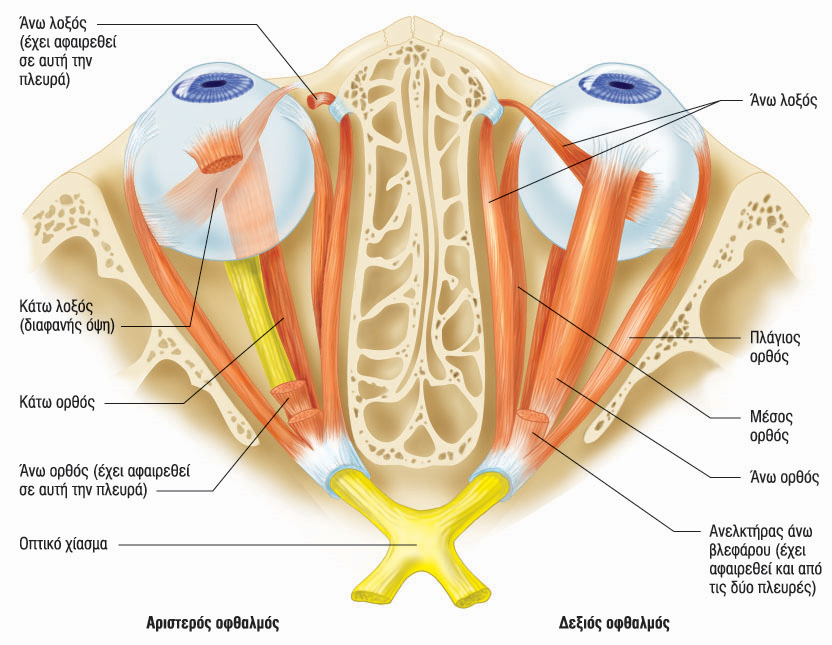 Άνω λοξός
(έχει αφαιρεθεί
σε αυτή την
πλευρά)
Κάτω λοξός
(διαφανής όψη)
Κάτω ορθός
Άνω ορθός (έχει αφαιρεθεί
σε αυτή την πλευρά)
Οπτικό χίασμα
Αριστερός οφθαλμός
Άνω λοξός
Πλάγιος
ορθός
Μέσος
ορθός
Άνω ορθός
Ανελκτήρας άνω
βλεφάρου (έχει
αφαιρεθεί και από
τις δύο πλευρές)
Δεξιός οφθαλμός